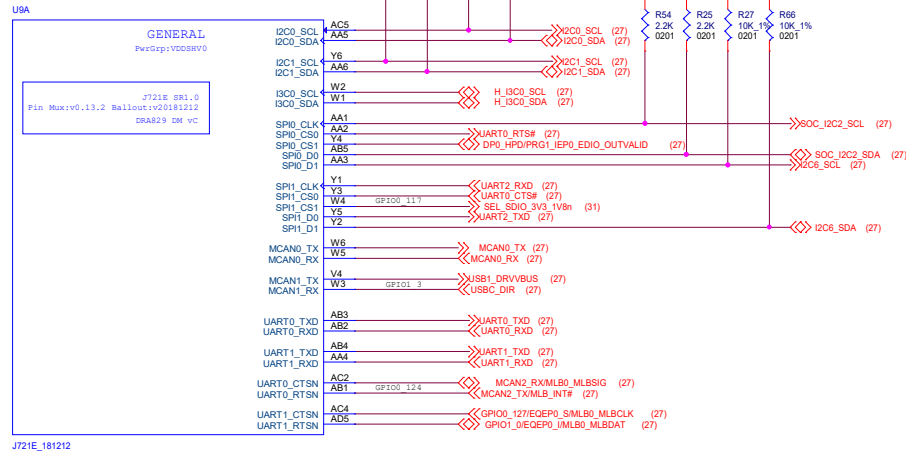 U9A
GENERAL
PwrGrp:VDDSHV0
J721E SR1.0
Pin Mux:v0.13.2 Ballout:v20181212
DRA829 DM vC
R54 R25 R27 R66
2.2K 2.2K 10K_1% 10K_1%
0201 0201 0201 0201
I2C0_SCL AC5 I2C0_SCL (27)
I2C0_SDA AA5 I2C0_SDA (27)
I2C1_SCL Y6 I2C1_SCL (27)
I2C1_SDA AA6 I2C1_SDA (27)
I3C0_SCL W2 H_I3C0_SCL (27)
I3C0_SDA W1 H_I3C0_SDA (27)
SPI0_CLK AA1 SOC_I2C2_SCL (27)
SPI0_CS0 AA2 UART0_RTS# (27)
SPI0_CS1 Y4 DP0_HPD/PRG1_IEP0_EDIO_OUTVALID (27)
SPI0_D0 AB5 SOC_I2C2_SDA (27)
SPI0_D1 AA3 I2C6_SCL (27)
SPI1_CLK Y1 UART2_RXD (27)
SPI1_CS0 Y3 UART0_CTS# (27)
SPI1_CS1 W4 GPIO0_117 SEL_SDIO_3V3_1V8n (31)
SPI1_D0 Y5 UART2_TXD (27)
SPI1_D1 Y2 I2C6_SDA (27)
MCAN0_TX W6 MCAN0_TX (27)
MCAN0_RX W5 MCAN0_RX (27)
MCAN1_TX V4 USB1_DRVVBUS (27)
MCAN1_RX W3 GPIO1_3 USBC_DIR (27)
UART0_TXD AB3 UART0_TXD (27)
UART0_RXD AB2 UART0_RXD (27)
UART1_TXD AB4 UART1_TXD (27)
UART1_RXD AA4 UART1_RXD (27)
UART0_CTSN AC2 MCAN2_RX/MLB0_MLBSIG (27)
UART0_RTSN AB1 GPIO0_124 MCAN2_TX/MLB_INT# (27)
UART1_CTSN AC4 GPIO0_127/EQEP0_S/MLB0_MLBCLK (27)
UART1_RTSN AD5 GPIO1_0/EQEP0_I/MLB0_MLBDAT (27)
J721E_181212